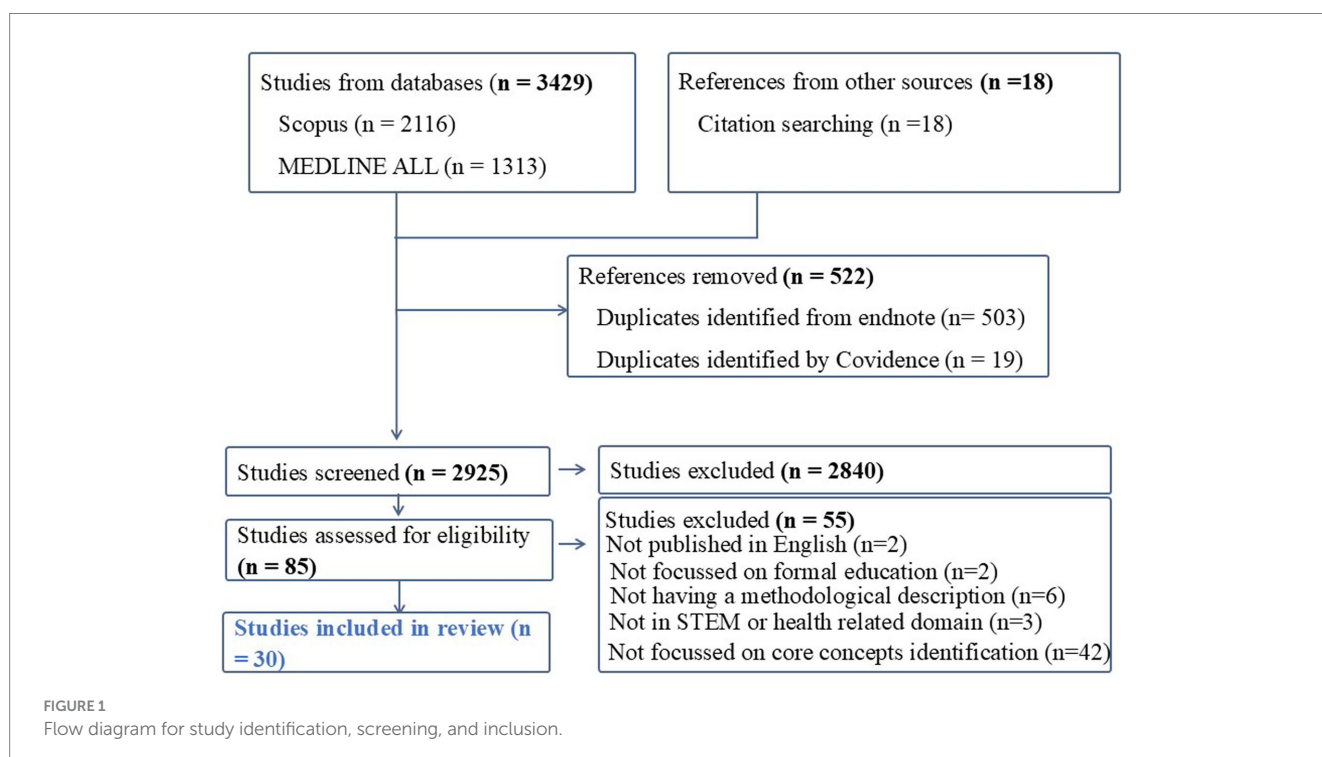 Studies from databases (n = 3429)
Scopus (n = 2116)
MEDLINE ALL (n = 1313)
References from other sources (n =18)
Citation searching (n =18)
References removed (n = 522)
Duplicates identified from endnote (n= 503)
Duplicates identified by Covidence (n = 19)
Studies screened (n = 2925)
Studies excluded (n = 2840)
Studies assessed for eligibility
(n = 85)
Studies excluded (n = 55)
Not published in English (n=2)
Not focussed on formal education (n=2)
Not having a methodological description (n=6)
Not in STEM or health related domain (n=3)
Not focussed on core concepts identification (n=42)
Studies included in review (n
= 30)
FIGURE 1
Flow diagram for study identification, screening, and inclusion.